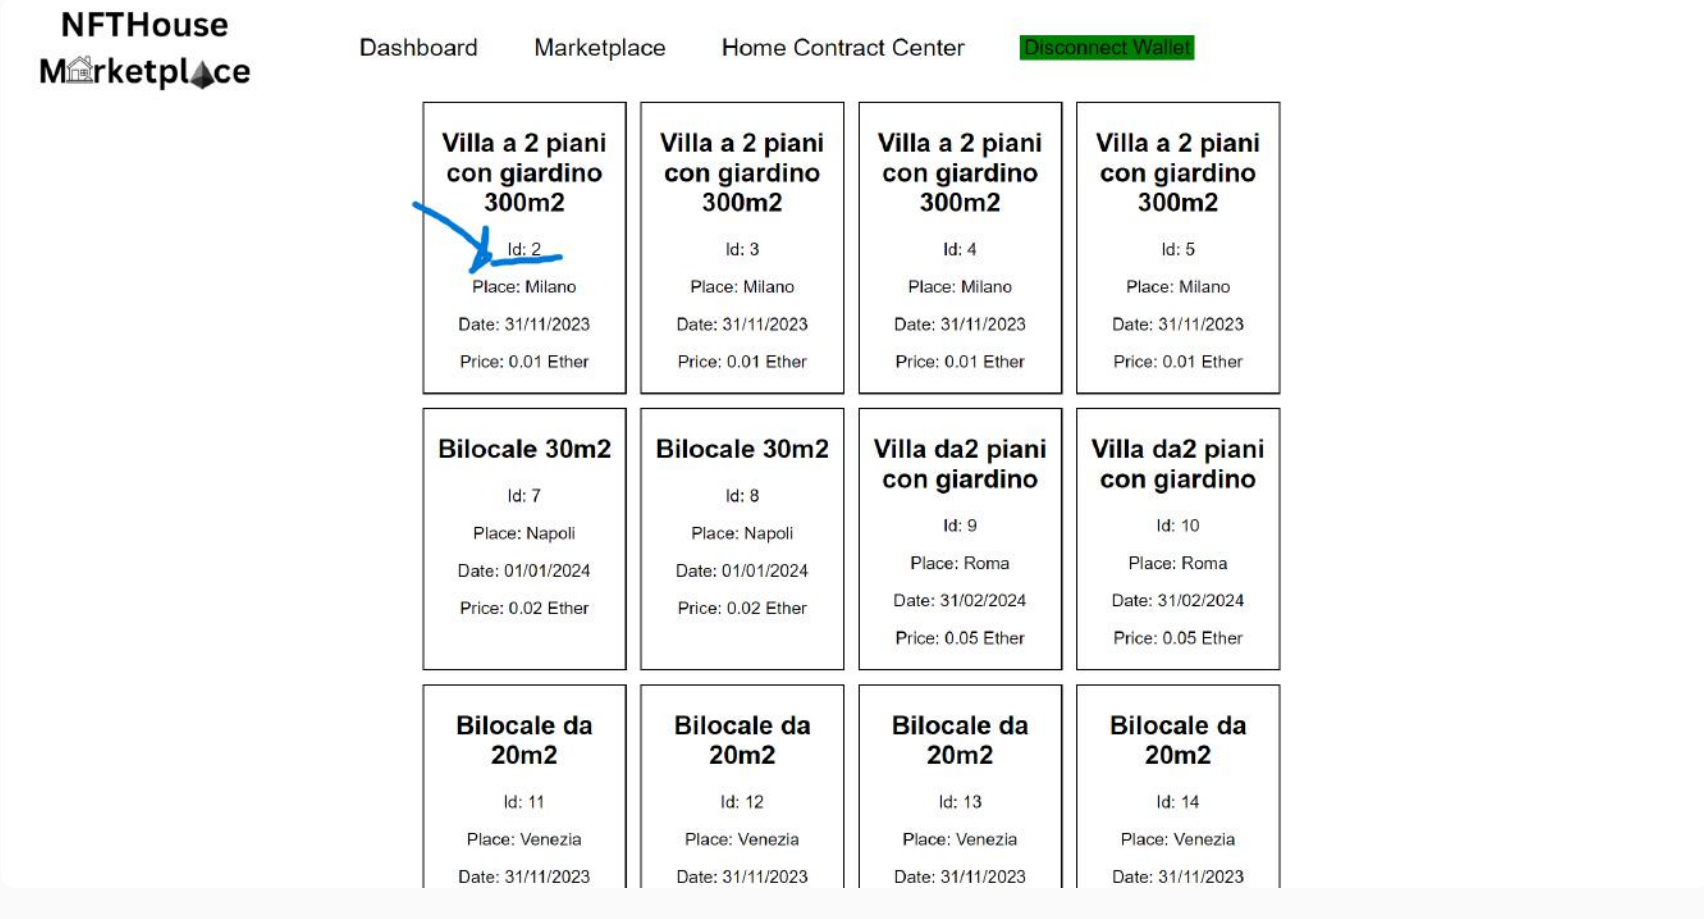 NFTHouse
Marketplace
Dashboard Marketplace Home Contract Center Disconnect Wallet
Villa a 2 piani con giardino 300m2
Id: 2
Place: Milano
Date: 31/11/2023
Price: 0.01 Ether
Villa a 2 piani con giardino 300m2
Id: 3
Place: Milano
Date: 31/11/2023
Price: 0.01 Ether
Villa a 2 piani con giardino 300m2
Id: 4
Place: Milano
Date: 31/11/2023
Price: 0.01 Ether
Villa a 2 piani con giardino 300m2
Id: 5
Place: Milano
Date: 31/11/2023
Price: 0.01 Ether
Bilocale 30m2
Id: 7
Place: Napoli
Date: 01/01/2024
Price: 0.02 Ether
Bilocale 30m2
Id: 8
Place: Napoli
Date: 01/01/2024
Price: 0.02 Ether
Villa da2 piani con giardino
Id: 9
Place: Roma
Date: 31/02/2024
Price: 0.05 Ether
Villa da2 piani con giardino
Id: 10
Place: Roma
Date: 31/02/2024
Price: 0.05 Ether
Bilocale da 20m2
Id: 11
Place: Venezia
Date: 31/11/2023
Bilocale da 20m2
Id: 12
Place: Venezia
Date: 31/11/2023
Bilocale da 20m2
Id: 13
Place: Venezia
Date: 31/11/2023
Bilocale da 20m2
Id: 14
Place: Venezia
Date: 31/11/2023